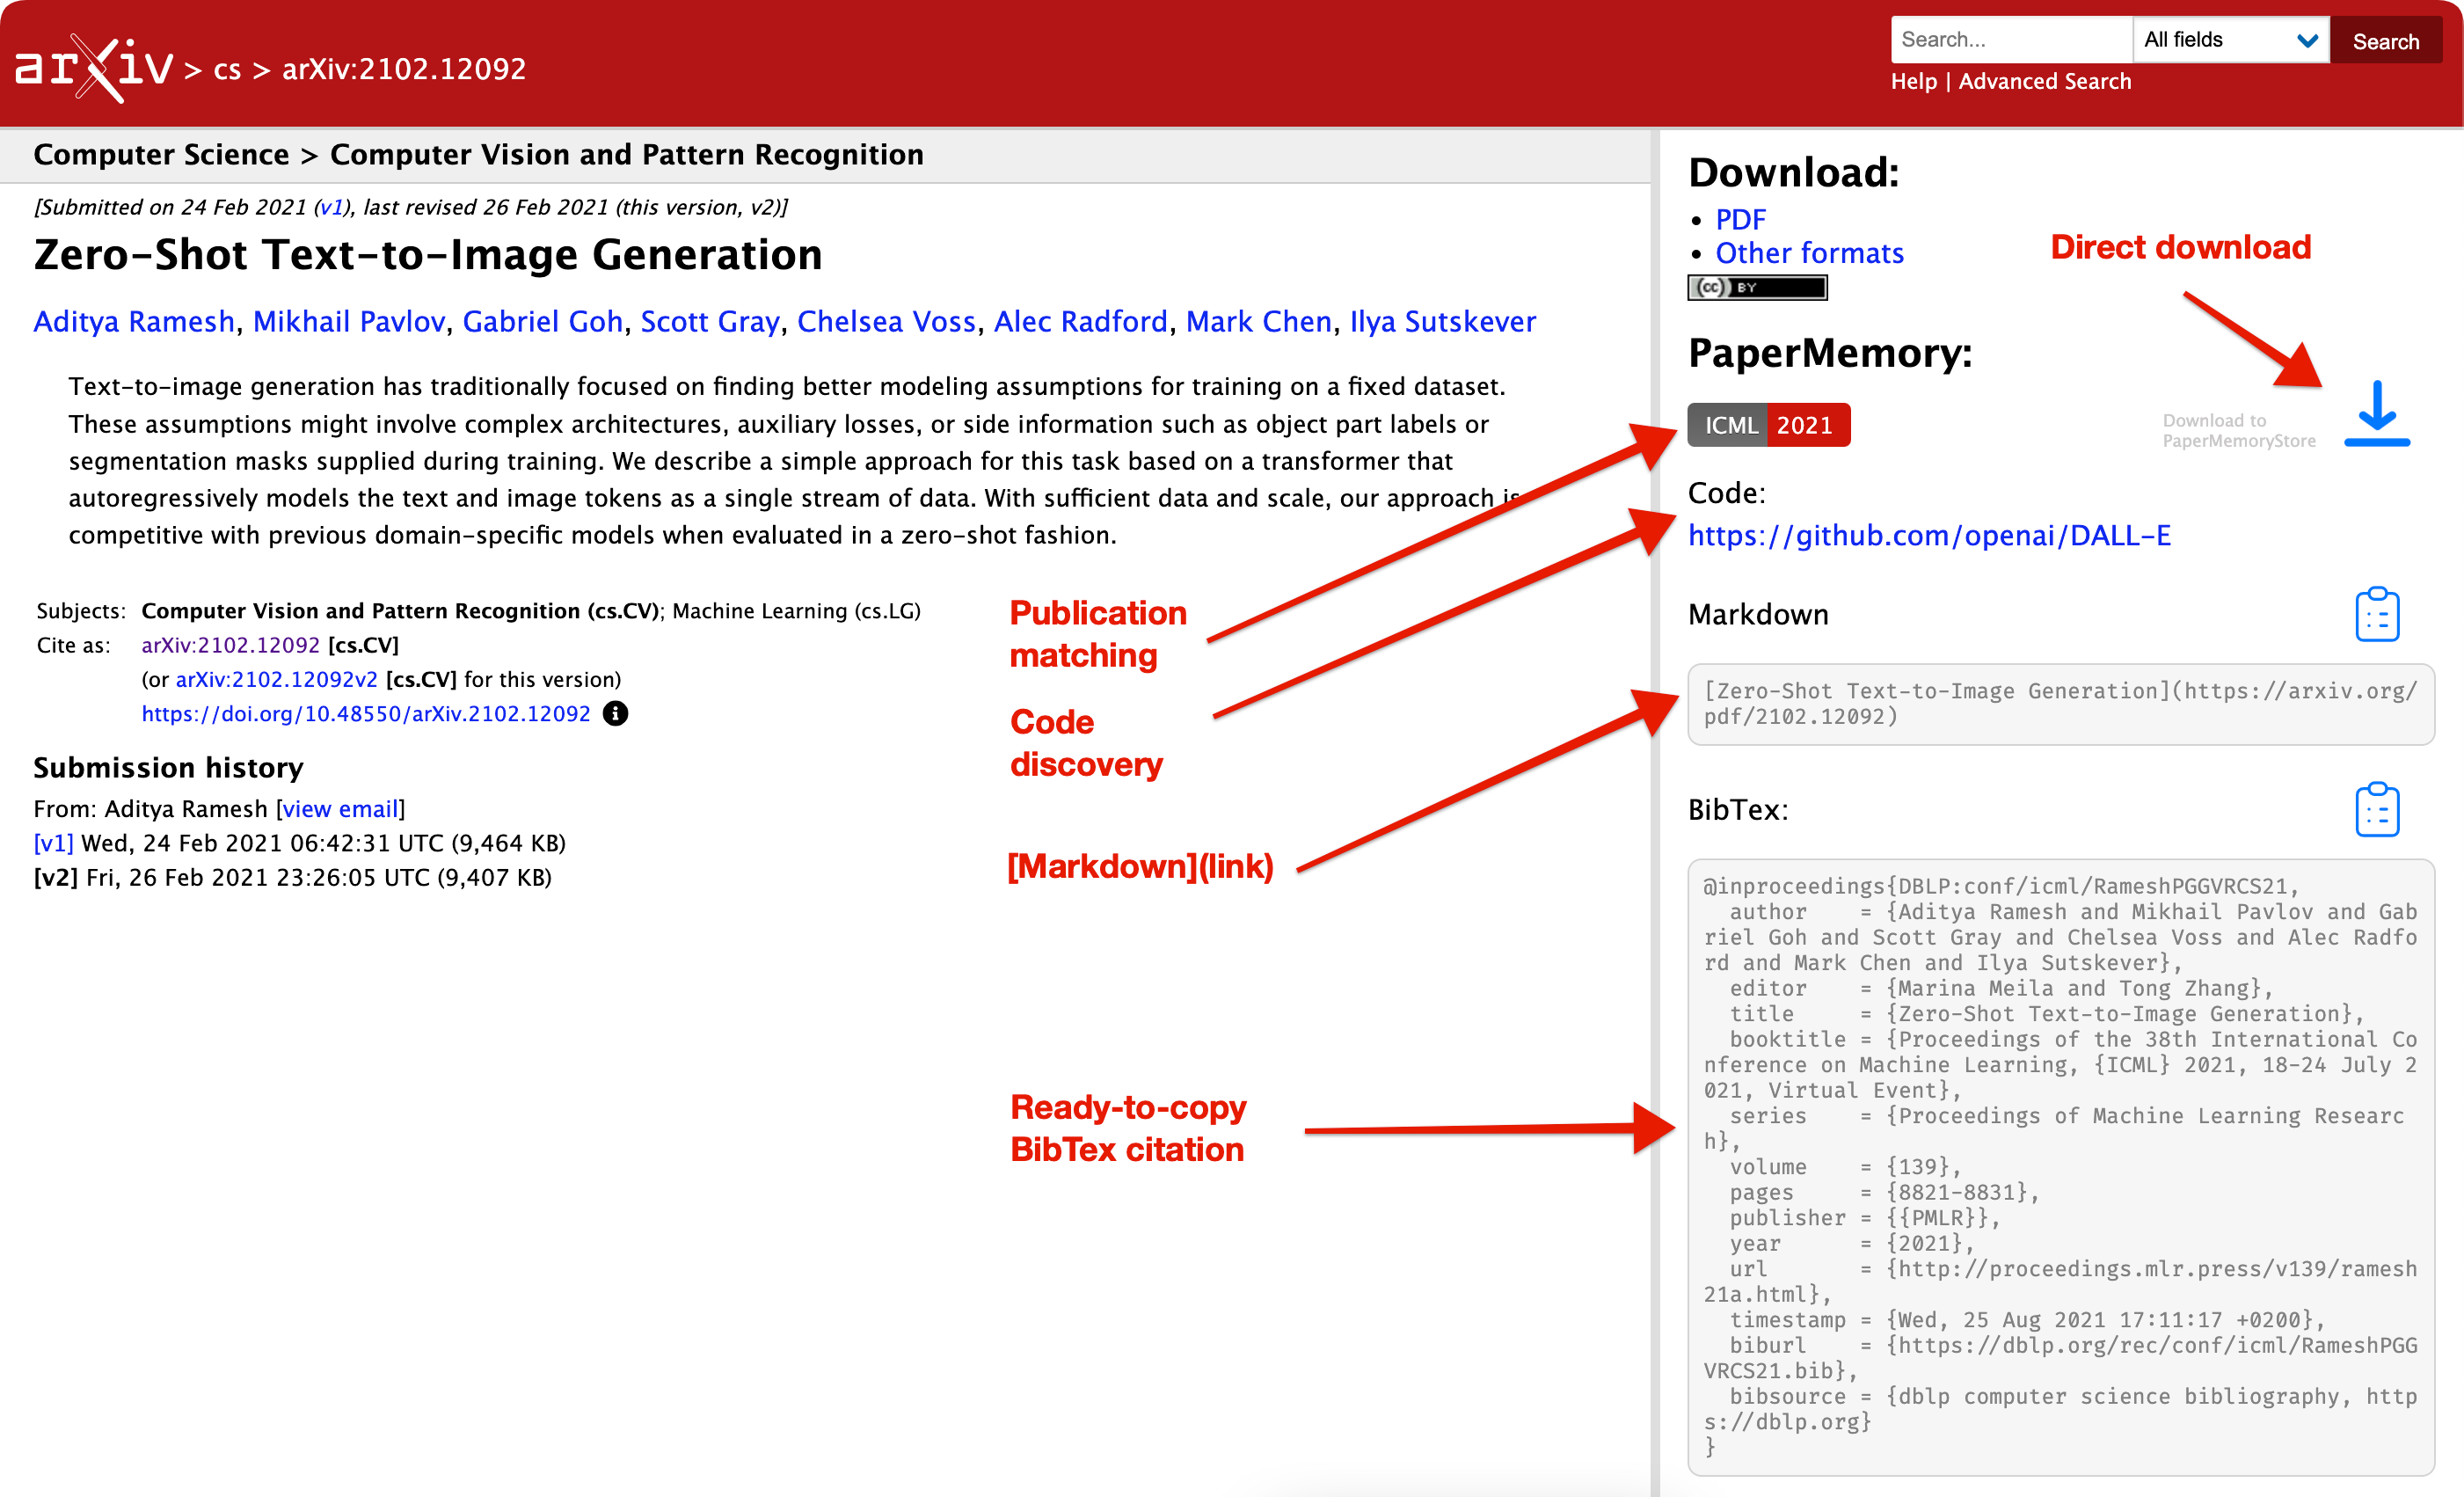 arXiv > cs > arXiv:2102.12092
Search...
All fields
Search
Help | Advanced Search
Computer Science > Computer Vision and Pattern Recognition
[Submitted on 24 Feb 2021 (v1), last revised 26 Feb 2021 (this version, v2)]
Zero-Shot Text-to-Image Generation
Aditya Ramesh, Mikhail Pavlov, Gabriel Goh, Scott Gray, Chelsea Voss, Alec Radford, Mark Chen, Ilya Sutskever
Text-to-image generation has traditionally focused on finding better modeling assumptions for training on a fixed dataset.
These assumptions might involve complex architectures, auxiliary losses, or side information such as object part labels or
segmentation masks supplied during training. We describe a simple approach for this task based on a transformer that
autoregressively models the text and image tokens as a single stream of data. With sufficient data and scale, our approach is
competitive with previous domain-specific models when evaluated in a zero-shot fashion.
Subjects: Computer Vision and Pattern Recognition (cs.CV); Machine Learning (cs.LG)
Cite as: arXiv:2102.12092 [cs.CV]
(or arXiv:2102.12092v2 [cs.CV] for this version)
https://doi.org/10.48550/arXiv.2102.12092
Submission history
From: Aditya Ramesh [view email]
[v1] Wed, 24 Feb 2021 06:42:31 UTC (9,464 KB)
[v2] Fri, 26 Feb 2021 23:26:05 UTC (9,407 KB)
Publication
matching
Code
discovery
[Markdown](link)
Ready-to-copy
BibTex citation
Download:
• PDF
• Other formats
(cc) BY
Direct download
PaperMemory:
ICML 2021
Download to
PaperMemoryStore
Code:
https://github.com/openai/DALL-E
Markdown
[Zero-Shot Text-to-Image Generation](https://arxiv.org/
pdf/2102.12092)
BibTex:
@inproceedings{DBLP:conf/icml/RameshPGGVRCS21,
  author    = {Aditya Ramesh and Mikhail Pavlov and Gab
riel Goh and Scott Gray and Chelsea Voss and Alec Radfo
rd and Mark Chen and Ilya Sutskever},
  editor    = {Marina Meila and Tong Zhang},
  title     = {Zero-Shot Text-to-Image Generation},
  booktitle = {Proceedings of the 38th International Co
nference on Machine Learning, {ICML} 2021, 18-24 July 2
021, Virtual Event},
  series    = {Proceedings of Machine Learning Researc
h},
  volume    = {139},
  pages     = {8821-8831},
  publisher = {{PMLR}},
  year      = {2021},
  url       = {http://proceedings.mlr.press/v139/ramesh
21a.html},
  timestamp = {Wed, 25 Aug 2021 17:11:17 +0200},
  biburl    = {https://dblp.org/rec/conf/icml/RameshPGG
VRCS21.bib},
  bibsource = {dblp computer science bibliography, http
s://dblp.org}
}